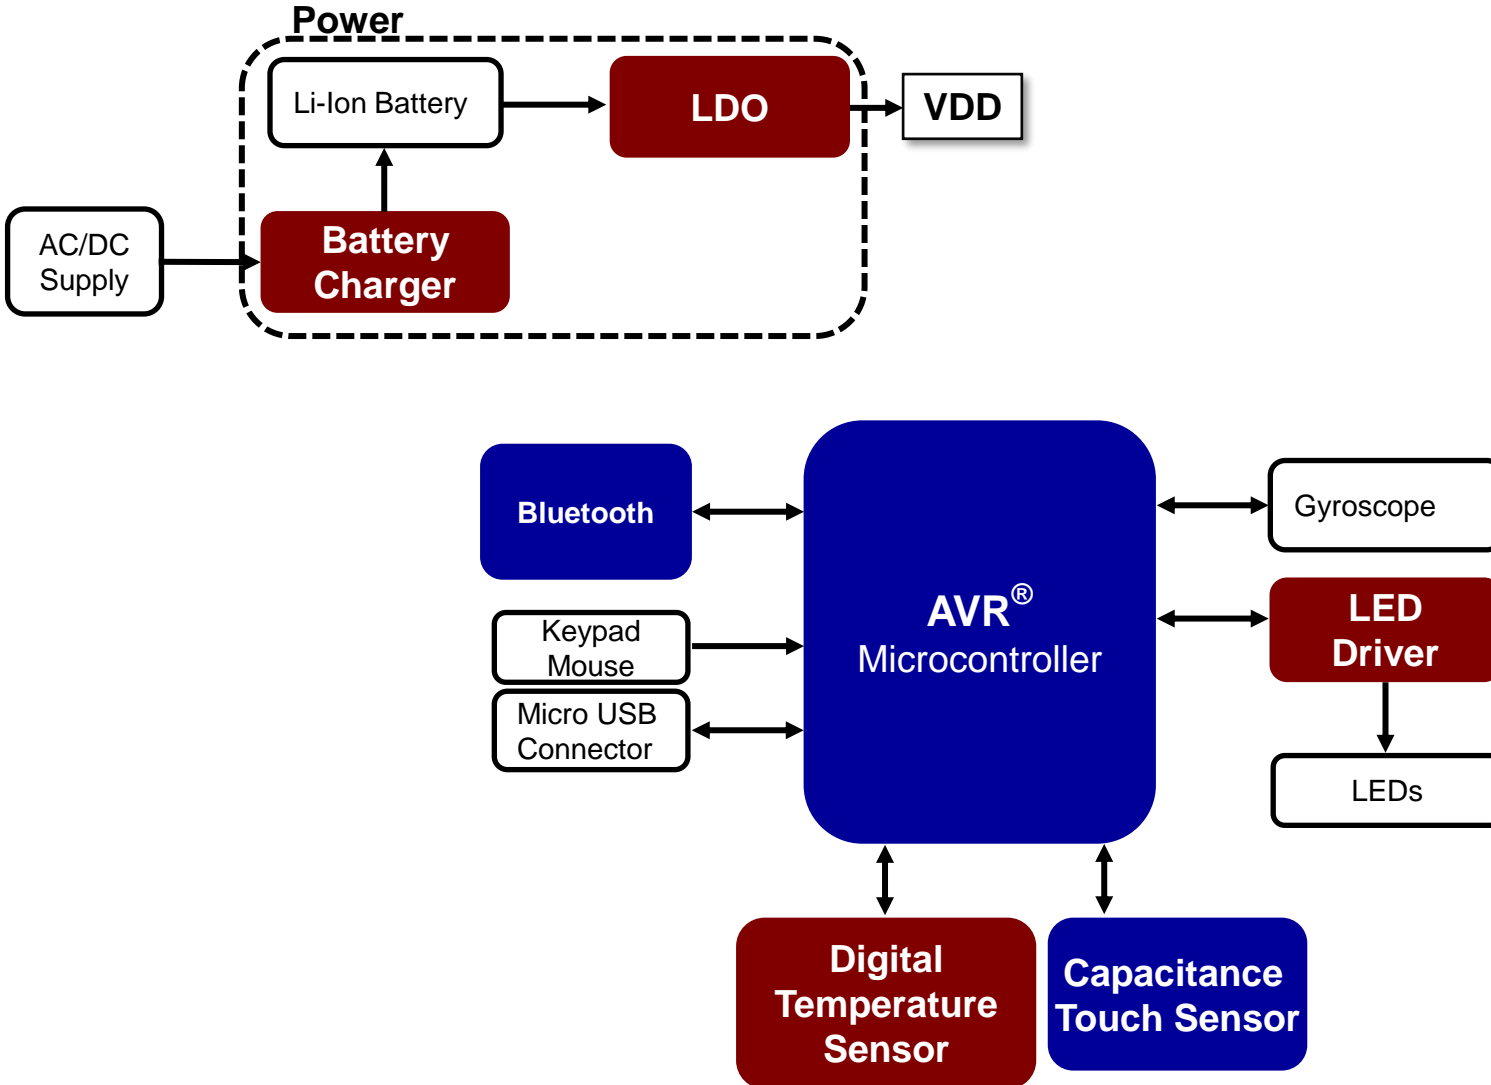 Power
Li-Ion Battery
LDO
VDD
AC/DC
Supply
Battery
Charger
Bluetooth
Keypad
Mouse
Micro USB
Connector
AVR®
Microcontroller
Gyroscope
LED
Driver
LEDs
Digital
Temperature
Sensor
Capacitance
Touch Sensor